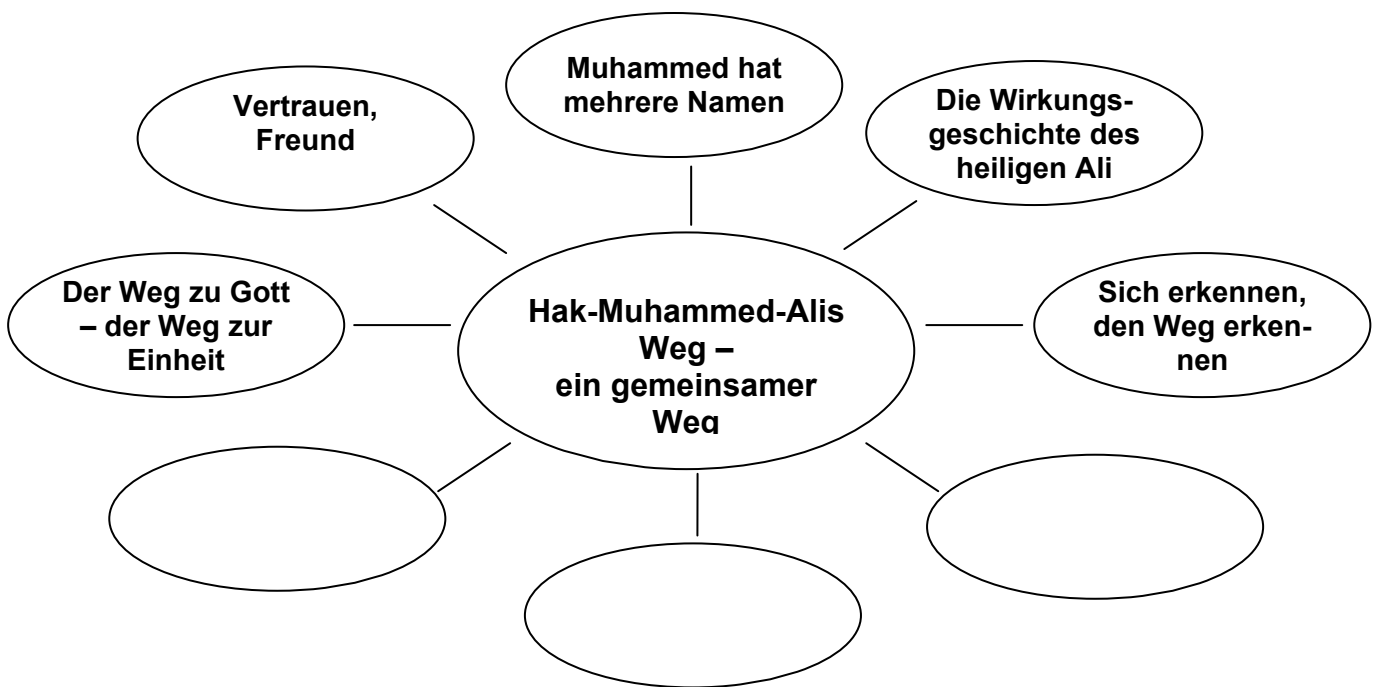 Muhammed hat
mehrere Namen
Vertrauen,
Freund
Die Wirkungs-
geschichte des
heiligen Ali
Der Weg zu Gott
– der Weg zur
Einheit
Hak-Muhammed-Alis
Weg –
ein gemeinsamer
Weg
Sich erkennen,
den Weg erken-
nen